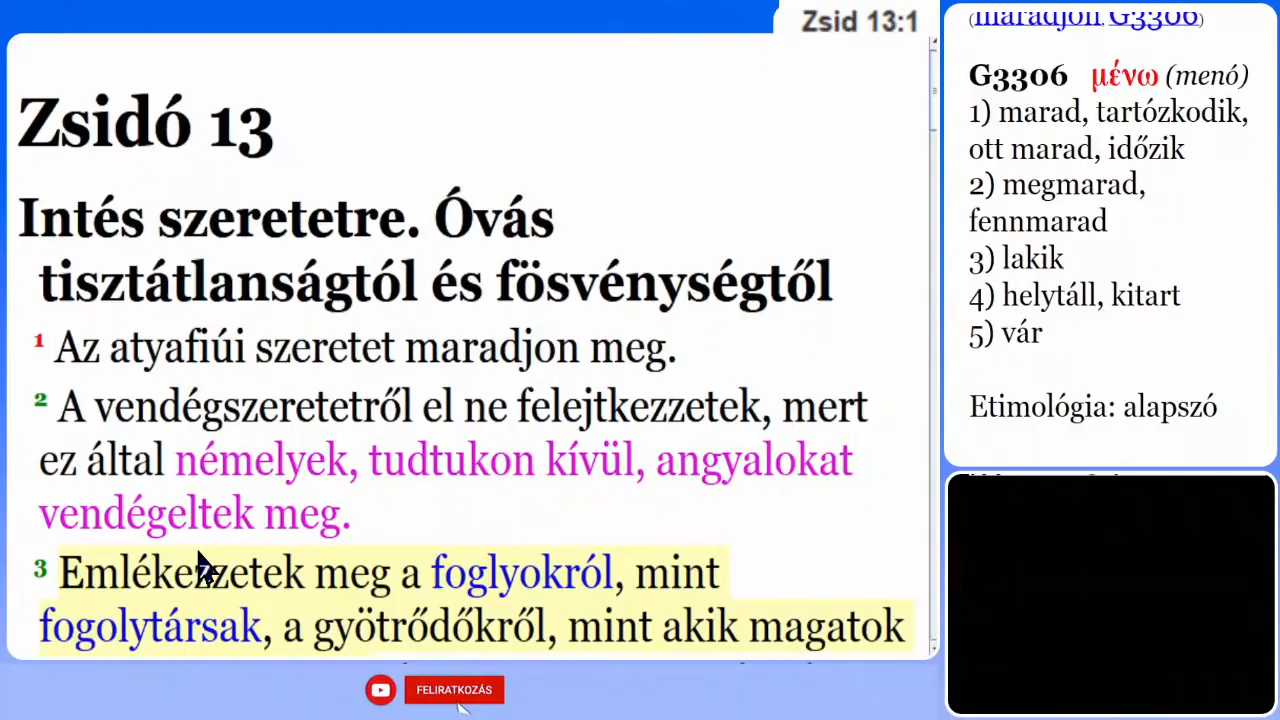 Zsid 13:1
Zsidó 13
Intés szeretetre. Óvás
tisztátlanságtól és fösvénységtől
1 Az atyafiúi szeretet maradjon meg.
2 A vendégszeretetről el ne felejtkezzetek, mert
ez által némelyek, tudtukon kívül, angyalokat
vendégeltek meg.
3 Emlékezzetek meg a foglyokról, mint
fogolytársak, a gyötrődőkről, mint akik magatok
FELIRATKOZÁS
(maradjon, G3306)
G3306 μένω (menó)
1) marad, tartózkodik,
ott marad, időzik
2) megmarad,
fennmarad
3) lakik
4) helytáll, kitart
5) vár
Etimológia: alapszó